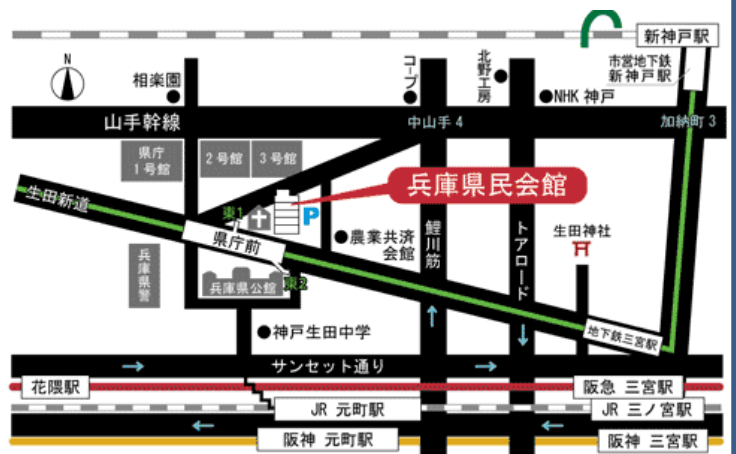 新神戸駅
N
相楽園
コープ
北野工房
市営地下鉄
新神戸駅
NHK 神戸
山手幹線
中山手 4
加納町 3
県庁
1号館
2号館
3号館
兵庫県民会館
生田新道
東1
P
県庁前
農業共済
会館
鯉川筋
トアロード
生田神社
兵庫県警
兵庫県公館
東2
神戸生田中学
地下鉄三宮駅
サンセット通り
花隈駅
阪急 三宮駅
JR 元町駅
JR 三ノ宮駅
阪神 元町駅
阪神 三宮駅